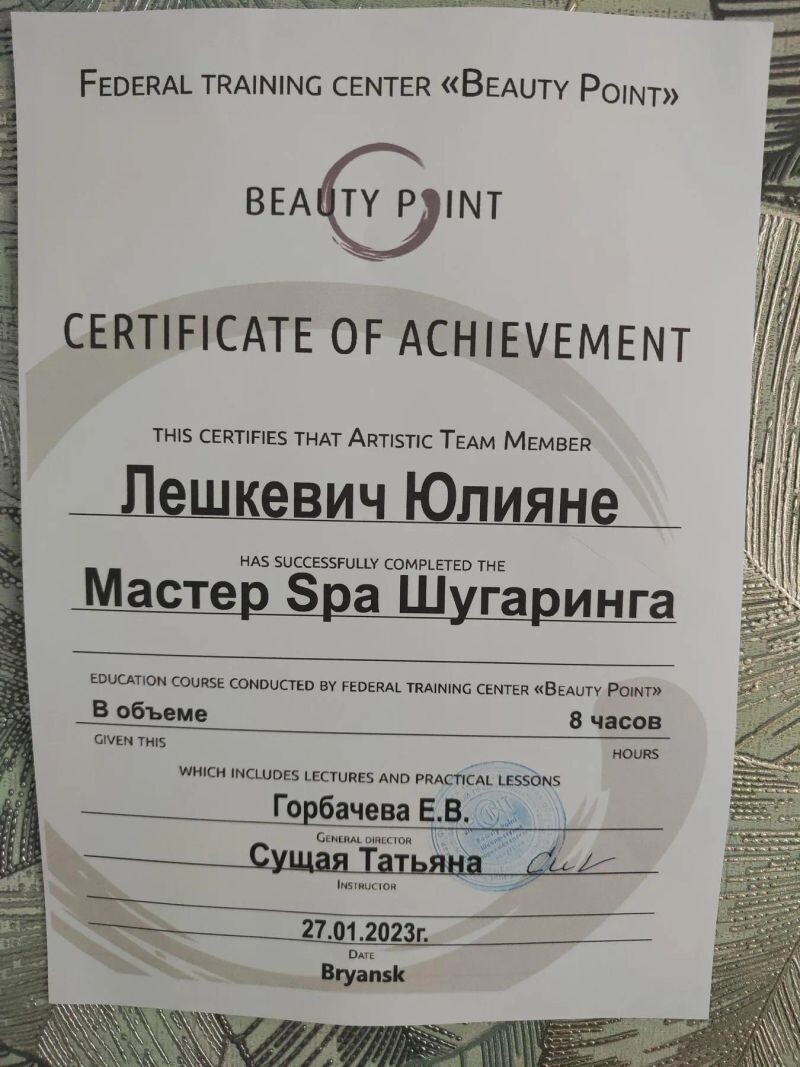 FEDERAL TRAINING CENTER «BEAUTY POINT»
BEAUTY POINT
CERTIFICATE OF ACHIEVEMENT
THIS CERTIFIES THAT ARTISTIC TEAM MEMBER
Лешкевич Юлияне
HAS SUCCESSFULLY COMPLETED THE
Мастер Spa Шугаринга
EDUCATION COURSE CONDUCTED BY FEDERAL TRAINING CENTER «BEAUTY POINT»
В объеме 8 часов
GIVEN THIS HOURS
WHICH INCLUDES LECTURES AND PRACTICAL LESSONS
Горбачева Е.В.
GENERAL DIRECTOR
Сущая Татьяна
INSTRUCTOR
27.01.2023г.
DATE
Bryansk